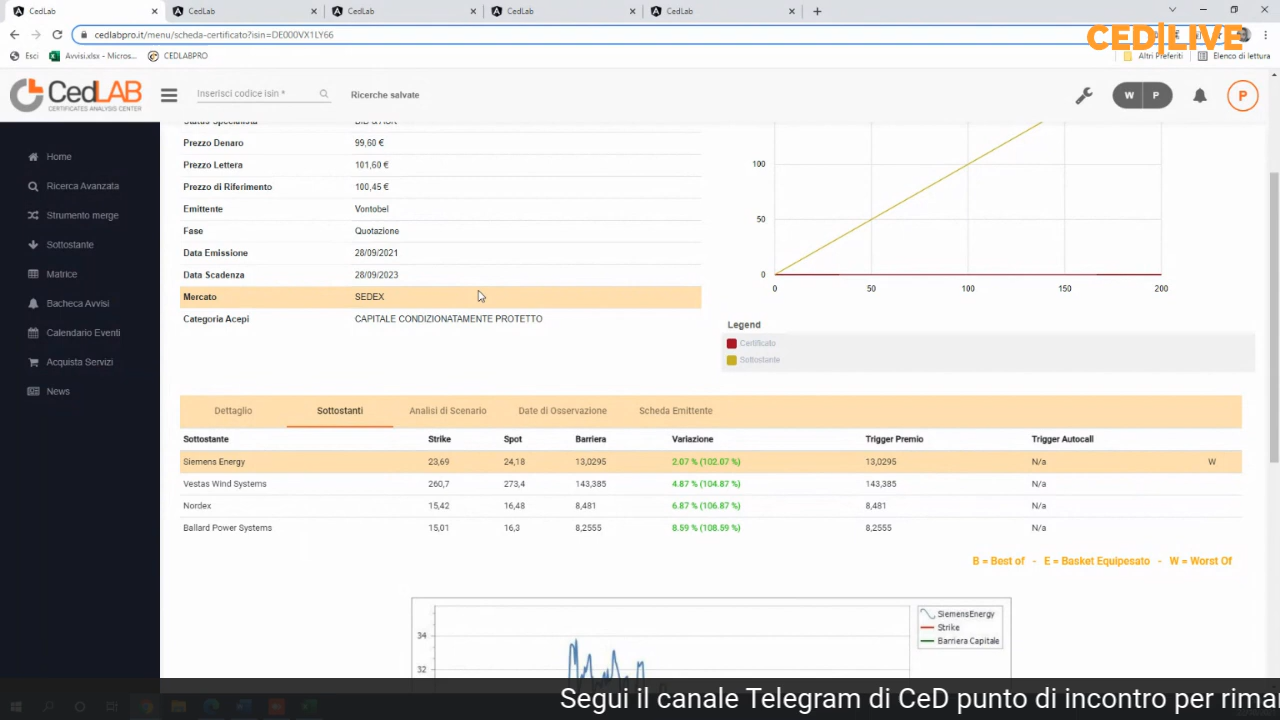 CedLAB
CedLAB
CedLAB
CedLAB
CedLAB
cedlabpro.it/menu/scheda-certificato?isin=DE000VX1LY66
CED|LIVE
Esci
Avvisi.xlsx - Micros...
CEDLABPRO
Altri Preferiti
Elenco di lettura
CedLAB
CERTIFICATES ANALYSIS CENTER
Inserisci codice isin *
Ricerche salvate
W P
P
Home
Ricerca Avanzata
Strumento merge
Sottostante
Matrice
Bacheca Avvisi
Calendario Eventi
Acquista Servizi
News
Status Specialista BID & ASK
Prezzo Denaro 99,60 €
Prezzo Lettera 101,60 €
Prezzo di Riferimento 100,45 €
Emittente Vontobel
Fase Quotazione
Data Emissione 28/09/2021
Data Scadenza 28/09/2023
Mercato SEDEX
Categoria Acepi CAPITALE CONDIZIONATAMENTE PROTETTO
100
50
0
0 50 100 150 200
Legend
Certificato
Sottostante
Dettaglio Sottostanti Analisi di Scenario Date di Osservazione Scheda Emittente
Sottostante Strike Spot Barriera Variazione Trigger Premio Trigger Autocall
Siemens Energy 23,69 24,18 13,0295 2.07 % (102.07 %) 13,0295 N/a W
Vestas Wind Systems 260,7 273,4 143,385 4.87 % (104.87 %) 143,385 N/a
Nordex 15,42 16,48 8,481 6.87 % (106.87 %) 8,481 N/a
Ballard Power Systems 15,01 16,3 8,2555 8.59 % (108.59 %) 8,2555 N/a
B = Best of - E = Basket Equipesato - W = Worst Of
34
32
SiemensEnergy
Strike
Barriera Capitale
Segui il canale Telegram di CeD punto di incontro per rima